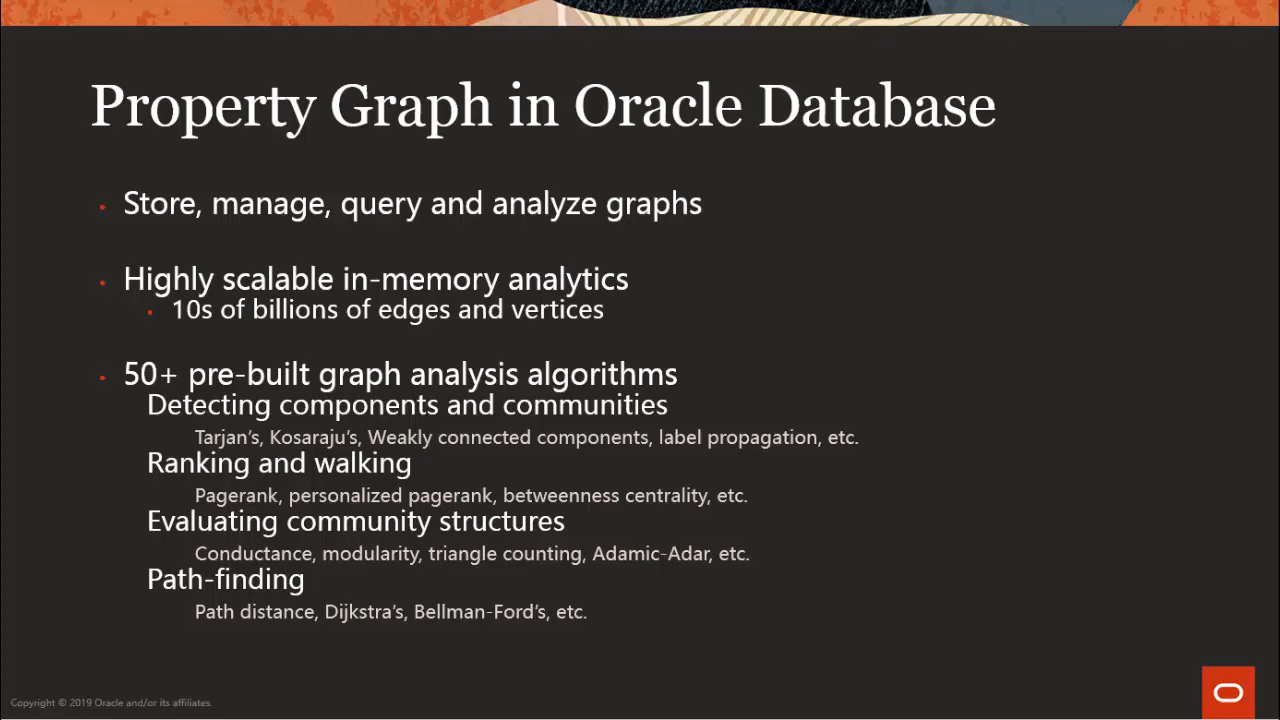 Property Graph in Oracle Database
• Store, manage, query and analyze graphs
• Highly scalable in-memory analytics
• 10s of billions of edges and vertices
• 50+ pre-built graph analysis algorithms
Detecting components and communities
Tarjan's, Kosaraju's, Weakly connected components, label propagation, etc.
Ranking and walking
Pagerank, personalized pagerank, betweenness centrality, etc.
Evaluating community structures
Conductance, modularity, triangle counting, Adamic-Adar, etc.
Path-finding
Path distance, Dijkstra's, Bellman-Ford's, etc.
Copyright © 2019 Oracle and/or its affiliates.